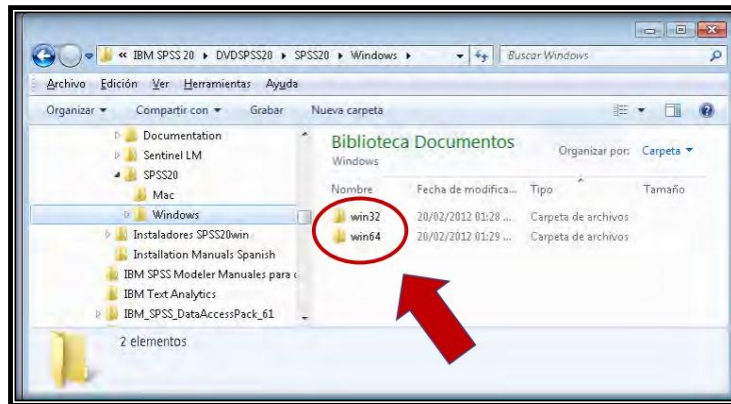 « IBM SPSS 20 ▸ DVDSPSS20 ▸ SPSS20 ▸ Windows ▸ Buscar Windows
Archivo Edición Ver Herramientas Ayuda
Organizar Compartir con Grabar Nueva carpeta
Documentation
Sentinel LM
SPSS20
Mac
Windows
Instaladores SPSS20win
Installation Manuals Spanish
IBM SPSS Modeler Manuales para
IBM Text Analytics
IBM_SPSS_DataAccessPack_61
Biblioteca Documentos
Windows
Organizar por: Carpeta
Nombre Fecha de modifica... Tipo Tamaño
win32 20/02/2012 01:28 ... Carpeta de archivos
win64 20/02/2012 01:29 ... Carpeta de archivos
2 elementos